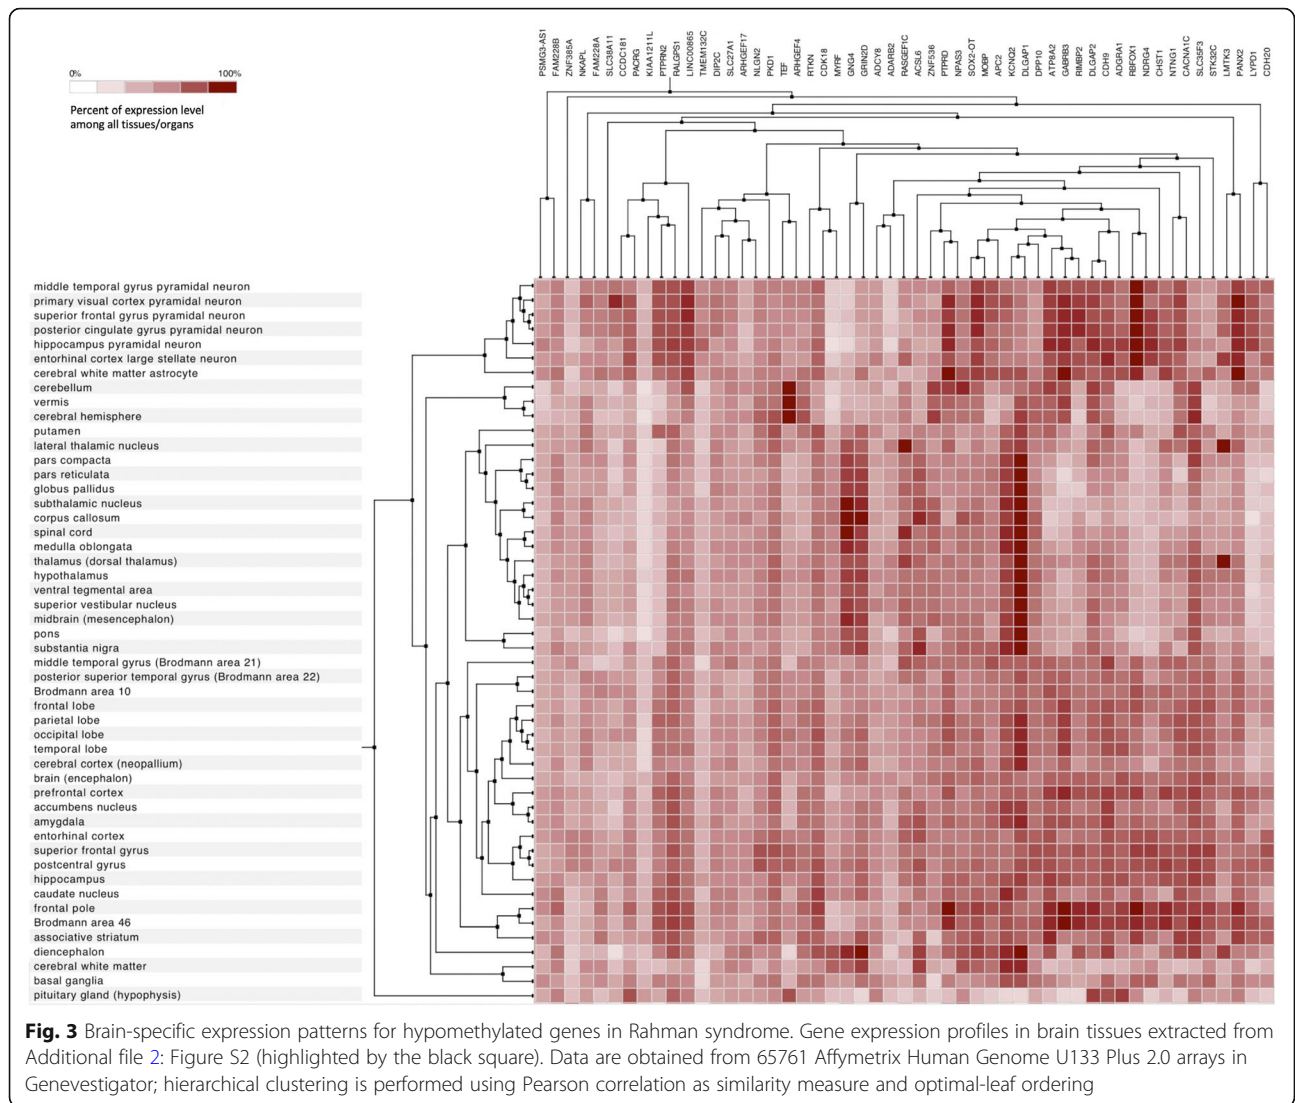 0% 100%
Percent of expression level
among all tissues/organs
PSMG3-AS1
FAM228B
ZNF385A
NKAPL
FAM228A
SLC38A11
CCDC181
PACRG
KIAA1211L
PTPRN2
RALGPS1
LINC00865
TMEM132C
DIP2C
SLC27A1
ARHGEF17
NLGN2
PKD1
TEF
ARHGEF4
RTKN
CDK18
MYRF
GNG4
GRIN2D
ADCY8
ADARB2
RASGEF1C
ACSL6
ZNF536
PTPRD
NPAS3
SOX2-OT
MOBP
APC2
KCNQ2
DLGAP1
DPP10
ATP8A2
GABRB3
RIMBP2
DLGAP2
CDH9
ADGRA1
RBFOX1
NDRG4
CHST1
NTNG1
CACNA1C
SLC35F3
STK32C
LMTK3
PANX2
LYPD1
CDH20
middle temporal gyrus pyramidal neuron
primary visual cortex pyramidal neuron
superior frontal gyrus pyramidal neuron
posterior cingulate gyrus pyramidal neuron
hippocampus pyramidal neuron
entorhinal cortex large stellate neuron
cerebral white matter astrocyte
cerebellum
vermis
cerebral hemisphere
putamen
lateral thalamic nucleus
pars compacta
pars reticulata
globus pallidus
subthalamic nucleus
corpus callosum
spinal cord
medulla oblongata
thalamus (dorsal thalamus)
hypothalamus
ventral tegmental area
superior vestibular nucleus
midbrain (mesencephalon)
pons
substantia nigra
middle temporal gyrus (Brodmann area 21)
posterior superior temporal gyrus (Brodmann area 22)
Brodmann area 10
frontal lobe
parietal lobe
occipital lobe
temporal lobe
cerebral cortex (neopallium)
brain (encephalon)
prefrontal cortex
accumbens nucleus
amygdala
entorhinal cortex
superior frontal gyrus
postcentral gyrus
hippocampus
caudate nucleus
frontal pole
Brodmann area 46
associative striatum
diencephalon
cerebral white matter
basal ganglia
pituitary gland (hypophysis)
Fig. 3 Brain-specific expression patterns for hypomethylated genes in Rahman syndrome. Gene expression profiles in brain tissues extracted from
Additional file 2: Figure S2 (highlighted by the black square). Data are obtained from 65761 Affymetrix Human Genome U133 Plus 2.0 arrays in
Genevestigator; hierarchical clustering is performed using Pearson correlation as similarity measure and optimal-leaf ordering